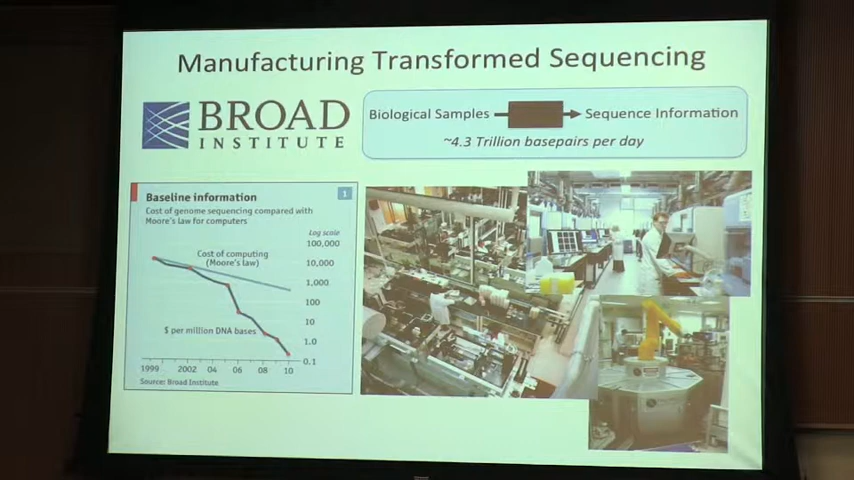 Manufacturing Transformed Sequencing
BROAD
INSTITUTE
Biological Samples
Sequence Information
~4.3 Trillion basepairs per day
Baseline information
1
Cost of genome sequencing compared with
Moore's law for computers
Log scale
100,000
Cost of computing
(Moore's law)
10,000
1,000
100
10
$ per million DNA bases
1.0
0.1
1999 2002 04 06 08 10
Source: Broad Institute